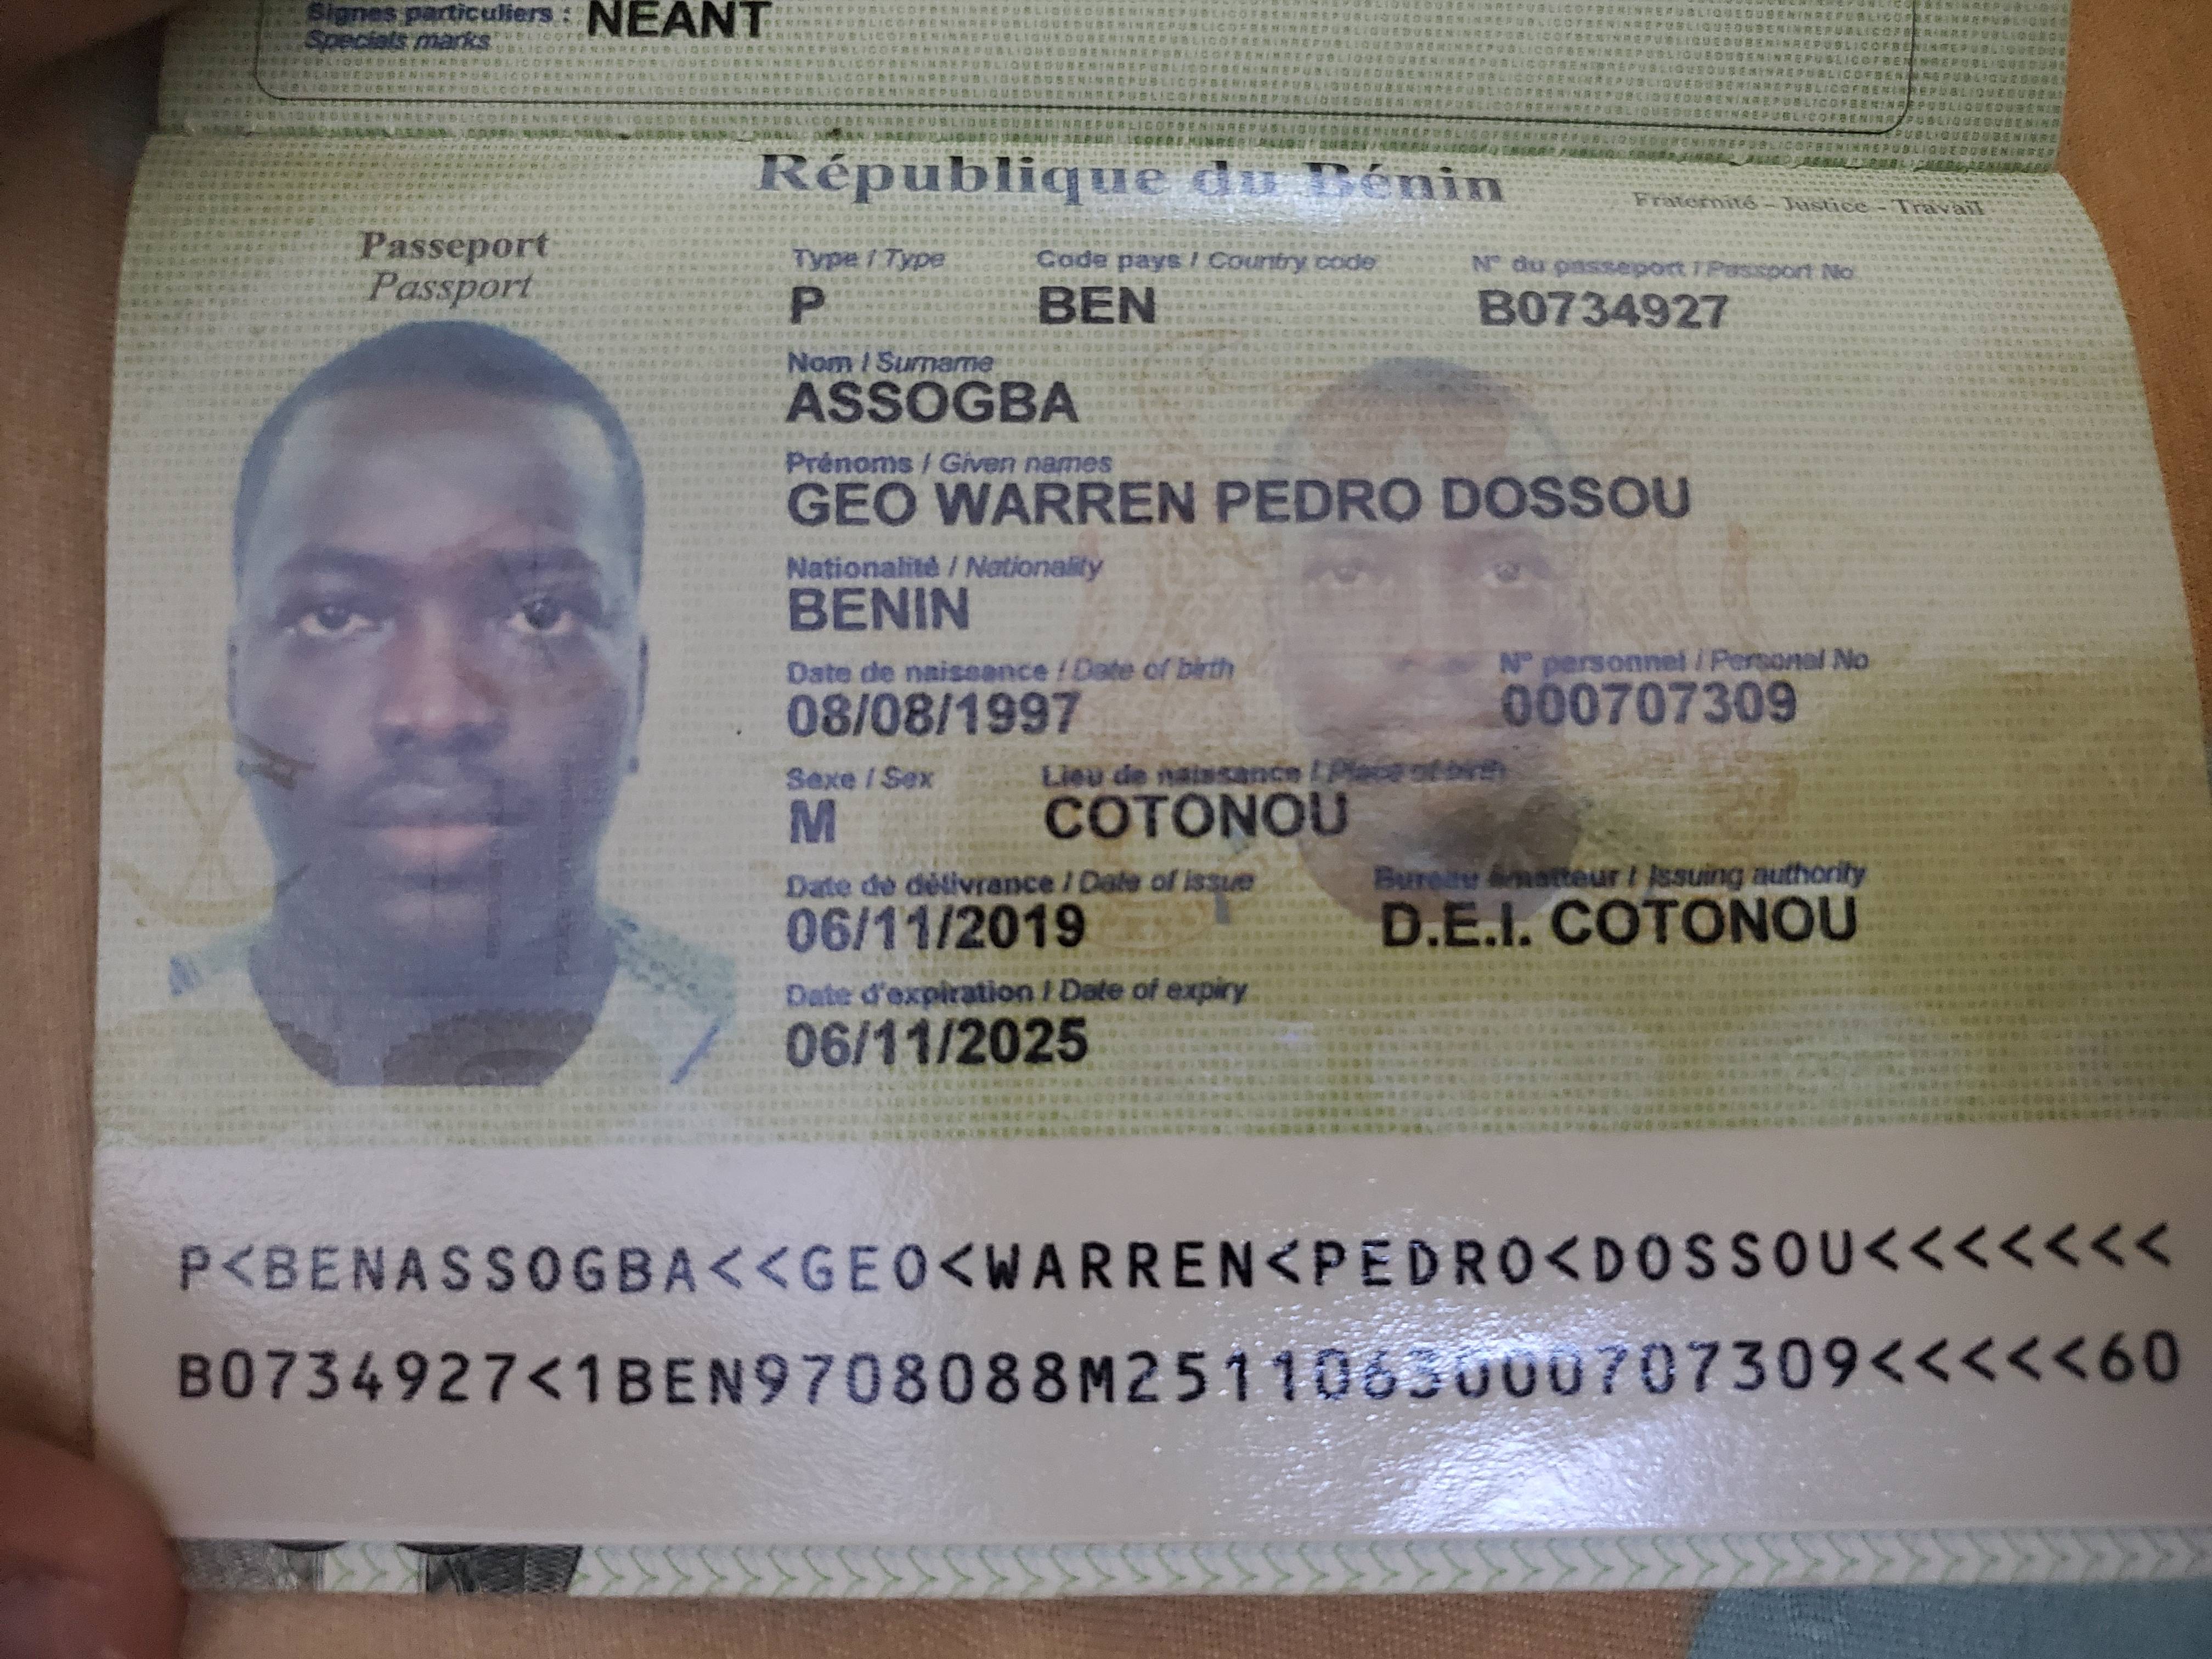 Signes particuliers : NEANT
Specials marks
République du Bénin
Fraternité - Justice - Travail
Passeport
Passport
Type / Type Code pays / Country code N° du passeport / Passport No
P BEN B0734927
Nom / Surname
ASSOGBA
Prénoms / Given names
GEO WARREN PEDRO DOSSOU
Nationalité / Nationality
BENIN
Date de naissance / Date of birth N° personnel / Personal No
08/08/1997 000707309
Sexe / Sex Lieu de naissance / Place of birth
M COTONOU
Date de délivrance / Date of issue Bureau émetteur / Issuing authority
06/11/2019 D.E.I. COTONOU
Date d'expiration / Date of expiry
06/11/2025
P<BENASSOGBA<<GEO<WARREN<PEDRO<DOSSOU<<<<<<<
B0734927<1BEN9708088M2511063000707309<<<<<60